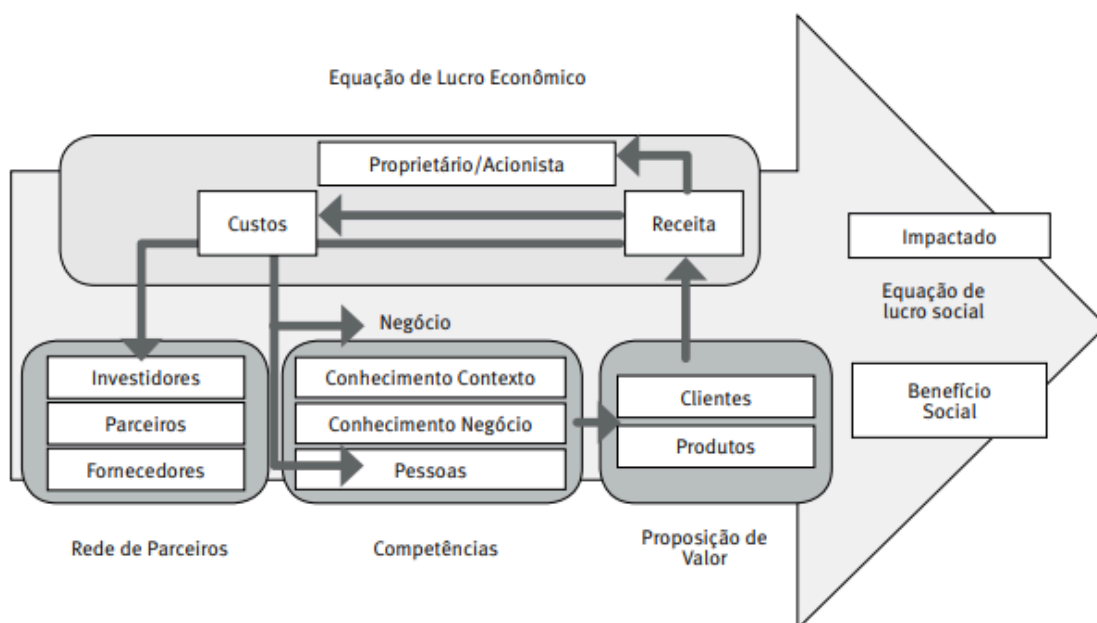 Equação de Lucro Econômico
Proprietário/Acionista
Custos
Receita
Impactado
Equação de
lucro social
Negócio
Investidores
Parceiros
Fornecedores
Conhecimento Contexto
Conhecimento Negócio
Pessoas
Clientes
Produtos
Benefício
Social
Rede de Parceiros
Competências
Proposição de
Valor